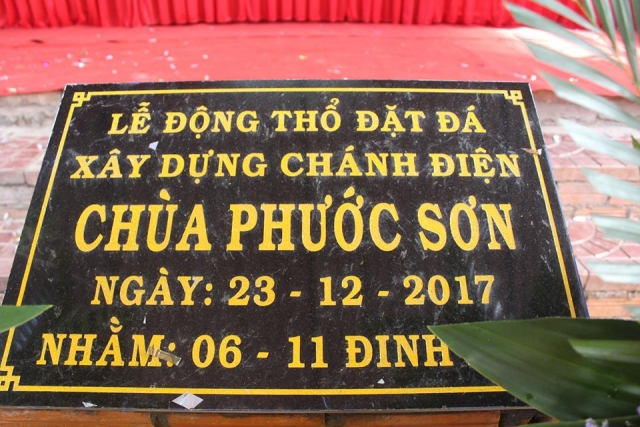 LỄ ĐỘNG THỔ ĐẶT ĐÁ
XÂY DỰNG CHÁNH ĐIỆN
CHÙA PHƯỚC SƠN
NGÀY: 23 - 12 - 2017
NHẰM: 06 - 11 ĐINH